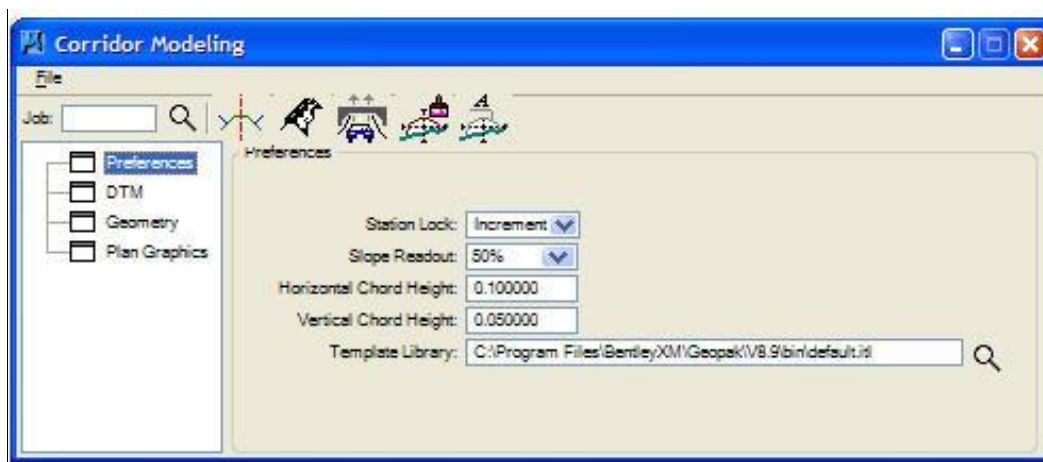 Corridor Modeling
File
Job:
A
Preferences
DTM
Geometry
Plan Graphics
Preferences
Station Lock: Increment
Slope Readout: 50%
Horizontal Chord Height: 0.100000
Vertical Chord Height: 0.050000
Template Library: C:\Program Files\BentleyXM\Geopak\V8.9\bin\default.itl